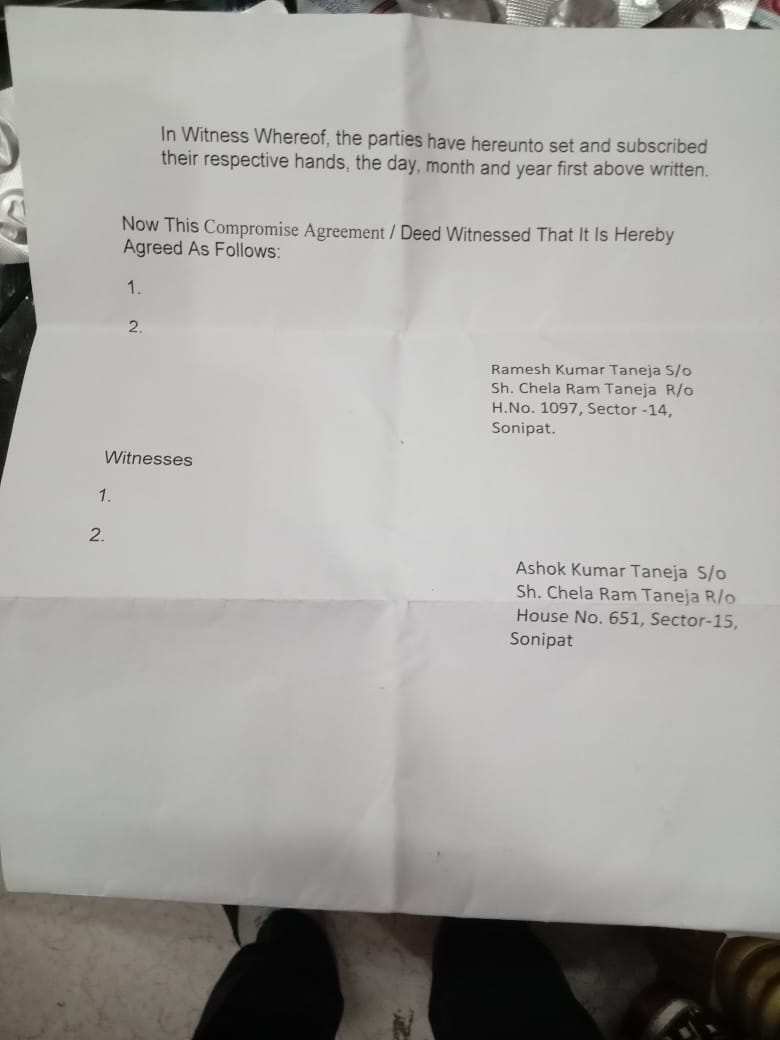 In Witness Whereof, the parties have hereunto set and subscribed
their respective hands, the day, month and year first above written.
Now This Compromise Agreement / Deed Witnessed That It Is Hereby
Agreed As Follows:
1.
2.
Ramesh Kumar Taneja S/o
Sh. Chela Ram Taneja R/o
H.No. 1097, Sector -14,
Sonipat.
Witnesses
1.
2.
Ashok Kumar Taneja S/o
Sh. Chela Ram Taneja R/o
House No. 651, Sector-15,
Sonipat